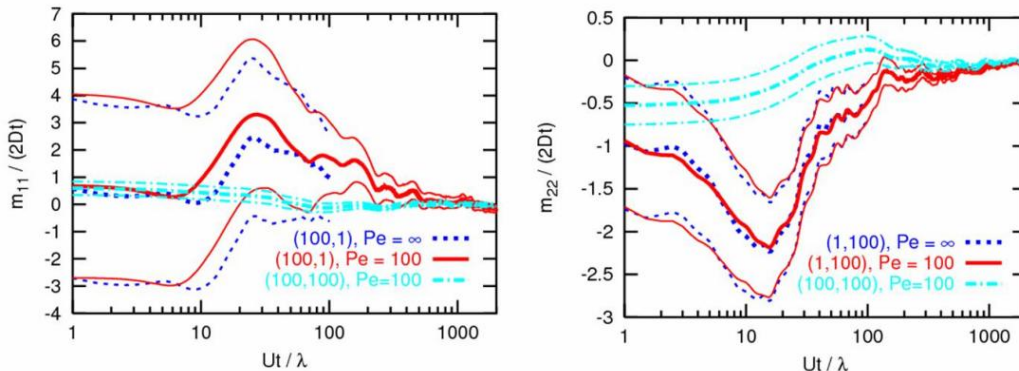 m11 / (2Dt)
7
6
5
4
3
2
1
0
-1
-2
-3
-4
1 10 100 1000
Ut / λ
(100,1), Pe = ∞
(100,1), Pe = 100
(100,100), Pe=100
m22 / (2Dt)
0.5
0
-0.5
-1
-1.5
-2
-2.5
-3
1 10 100 1000
Ut / λ
(1,100), Pe = ∞
(1,100), Pe = 100
(100,100), Pe=100